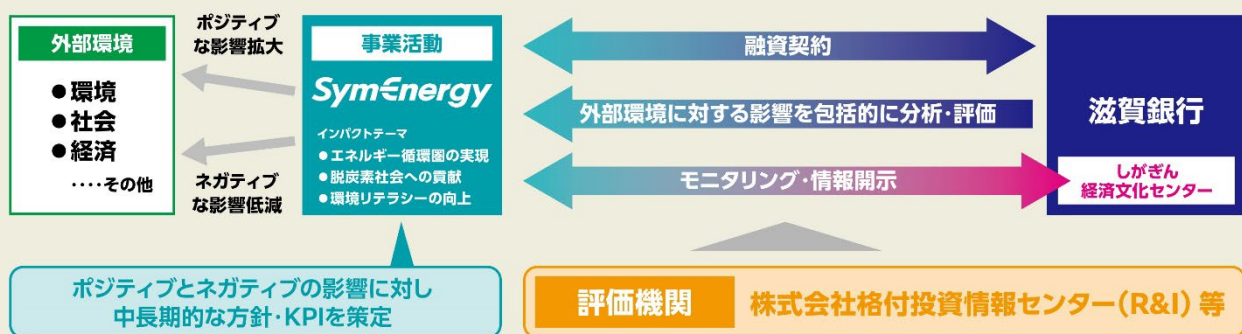 外部環境
●環境
●社会
●経済
‥‥その他
ポジティブ
な影響拡大
ネガティブ
な影響低減
事業活動
SymEnergy
インパクトテーマ
●エネルギー循環圏の実現
●脱炭素社会への貢献
●環境リテラシーの向上
融資契約
外部環境に対する影響を包括的に分析・評価
モニタリング・情報開示
滋賀銀行
しがぎん
経済文化センター
ポジティブとネガティブの影響に対し
中長期的な方針・KPIを策定
評価機関 株式会社格付投資情報センター(R&I) 等